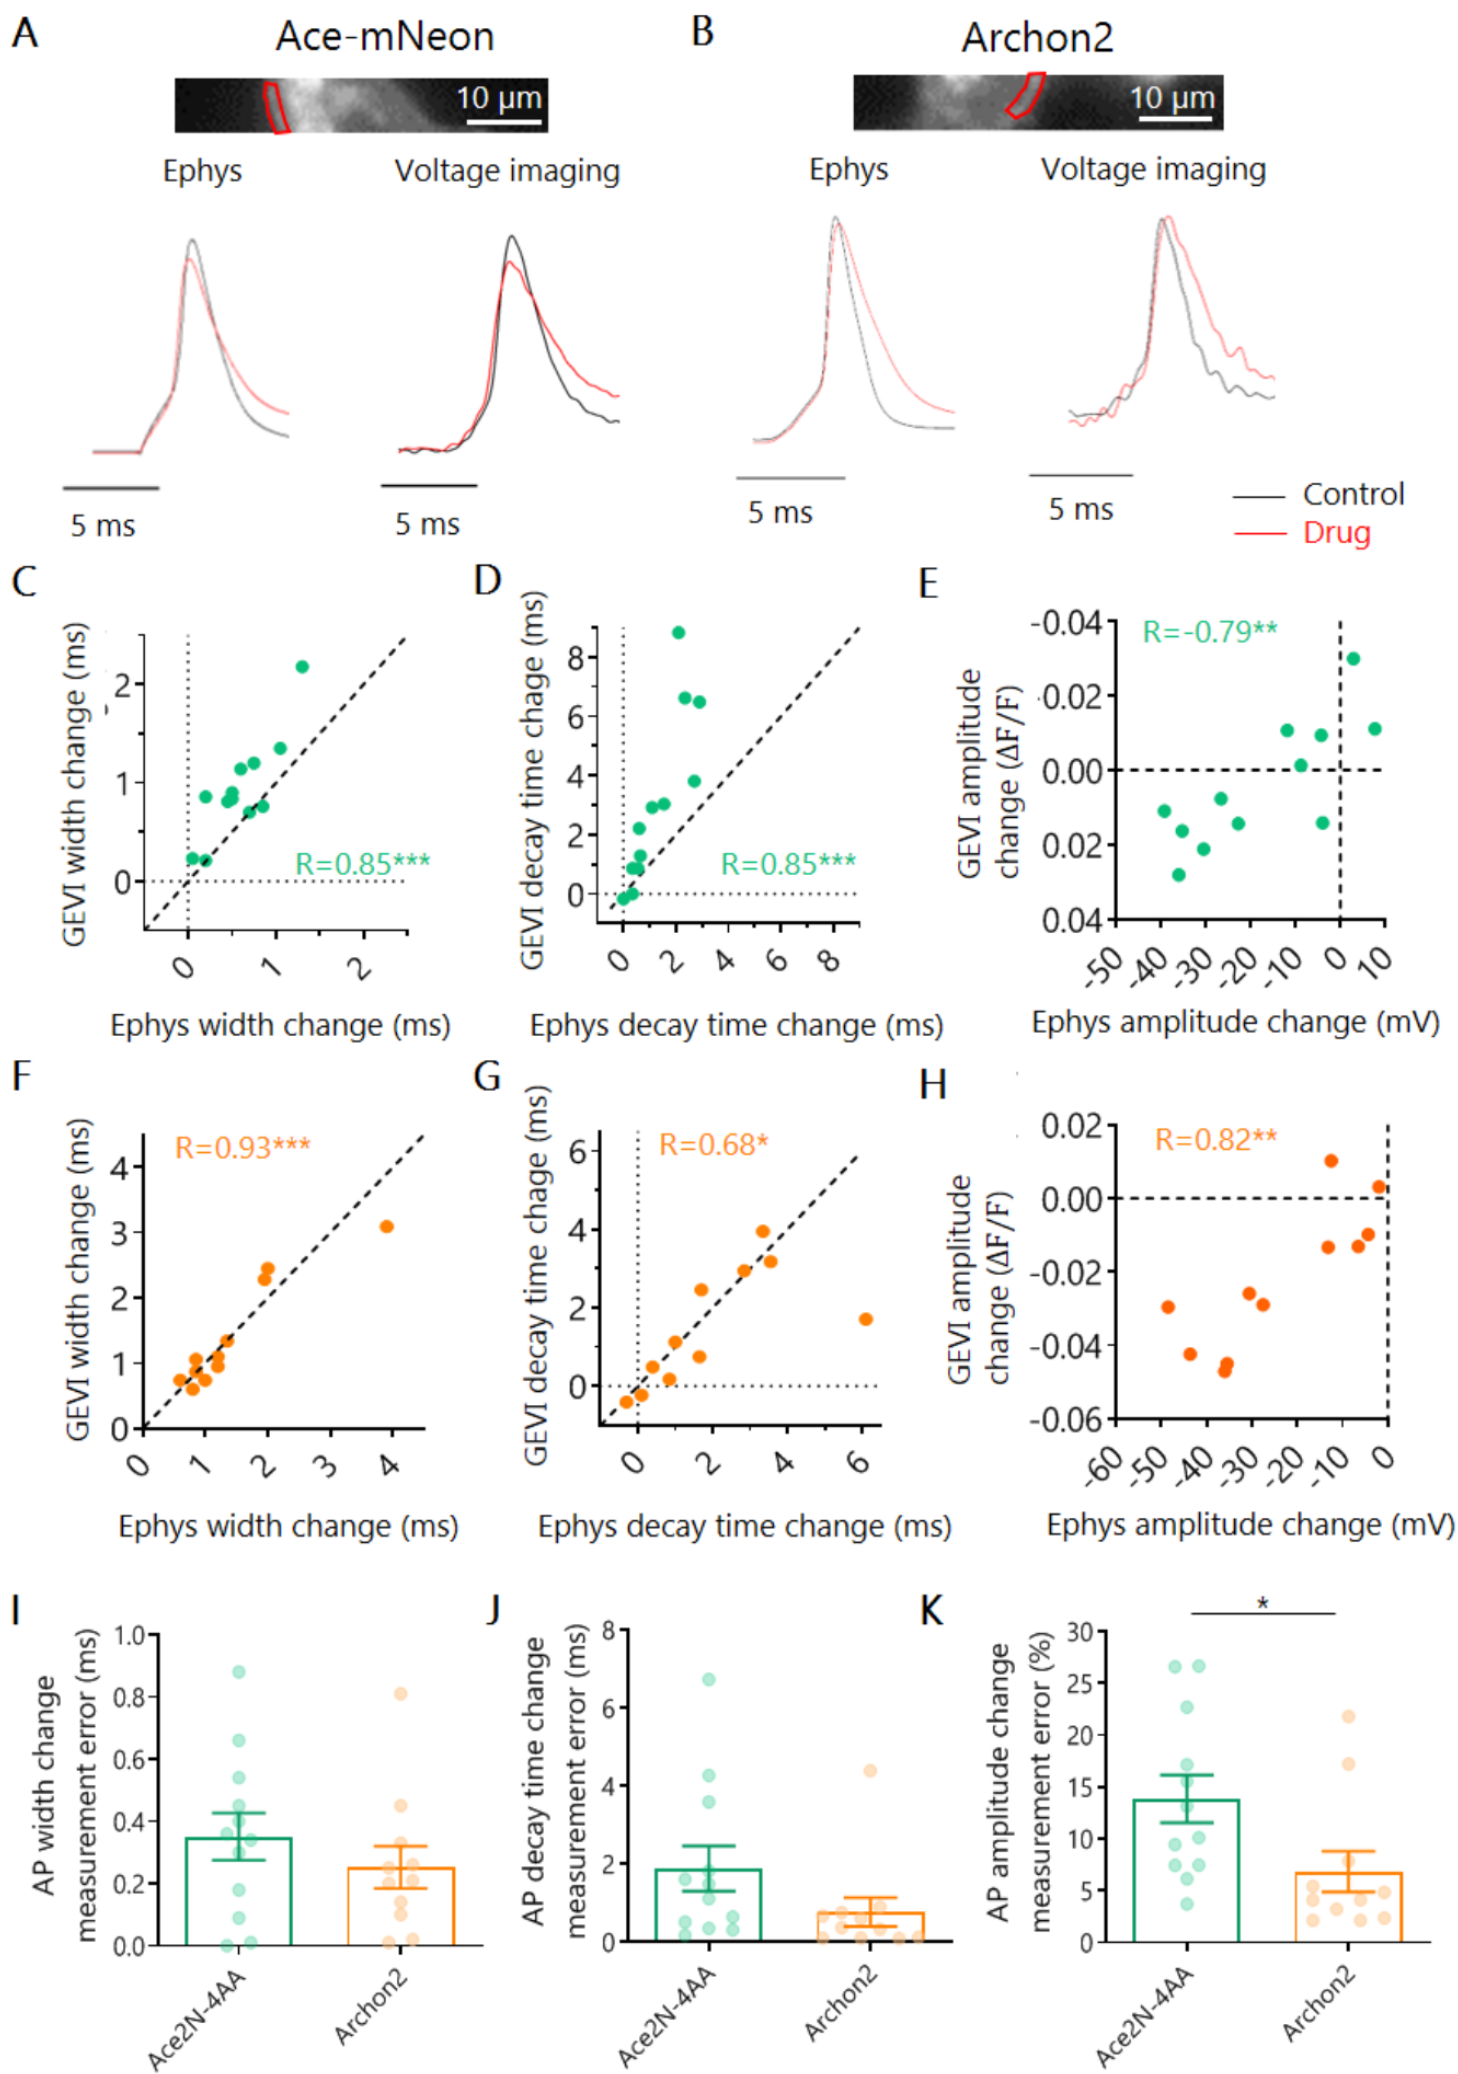 A
Ace-mNeon
B
Archon2
10 µm
10 µm
Ephys
Voltage imaging
Ephys
Voltage imaging
5 ms
5 ms
5 ms
5 ms
Control
Drug
C
GEVI width change (ms)
2
1
0
R=0.85***
0
1
2
Ephys width change (ms)
D
GEVI decay time chage (ms)
8
6
4
2
0
R=0.85***
0
2
4
6
8
Ephys decay time change (ms)
E
GEVI amplitude
change (ΔF/F)
R=-0.79**
-0.04
0.02
0.00
0.02
0.04
-50
-40
-30
-20
-10
0
10
Ephys amplitude change (mV)
F
GEVI width change (ms)
R=0.93***
4
3
2
1
0
0
1
2
3
4
Ephys width change (ms)
G
GEVI decay time chage (ms)
R=0.68*
6
4
2
0
0
2
4
6
Ephys decay time change (ms)
H
GEVI amplitude
change (ΔF/F)
R=0.82**
0.02
0.00
-0.02
-0.04
-0.06
-60
-50
-40
-30
-20
-10
0
Ephys amplitude change (mV)
I
AP width change
measurement error (ms)
1.0
0.8
0.6
0.4
0.2
0.0
Ace2N-4AA
Archon2
J
AP decay time change
measurement error (ms)
8
6
4
2
0
Ace2N-4AA
Archon2
K
AP amplitude change
measurement error (%)
*
30
25
20
15
10
5
0
Ace2N-4AA
Archon2